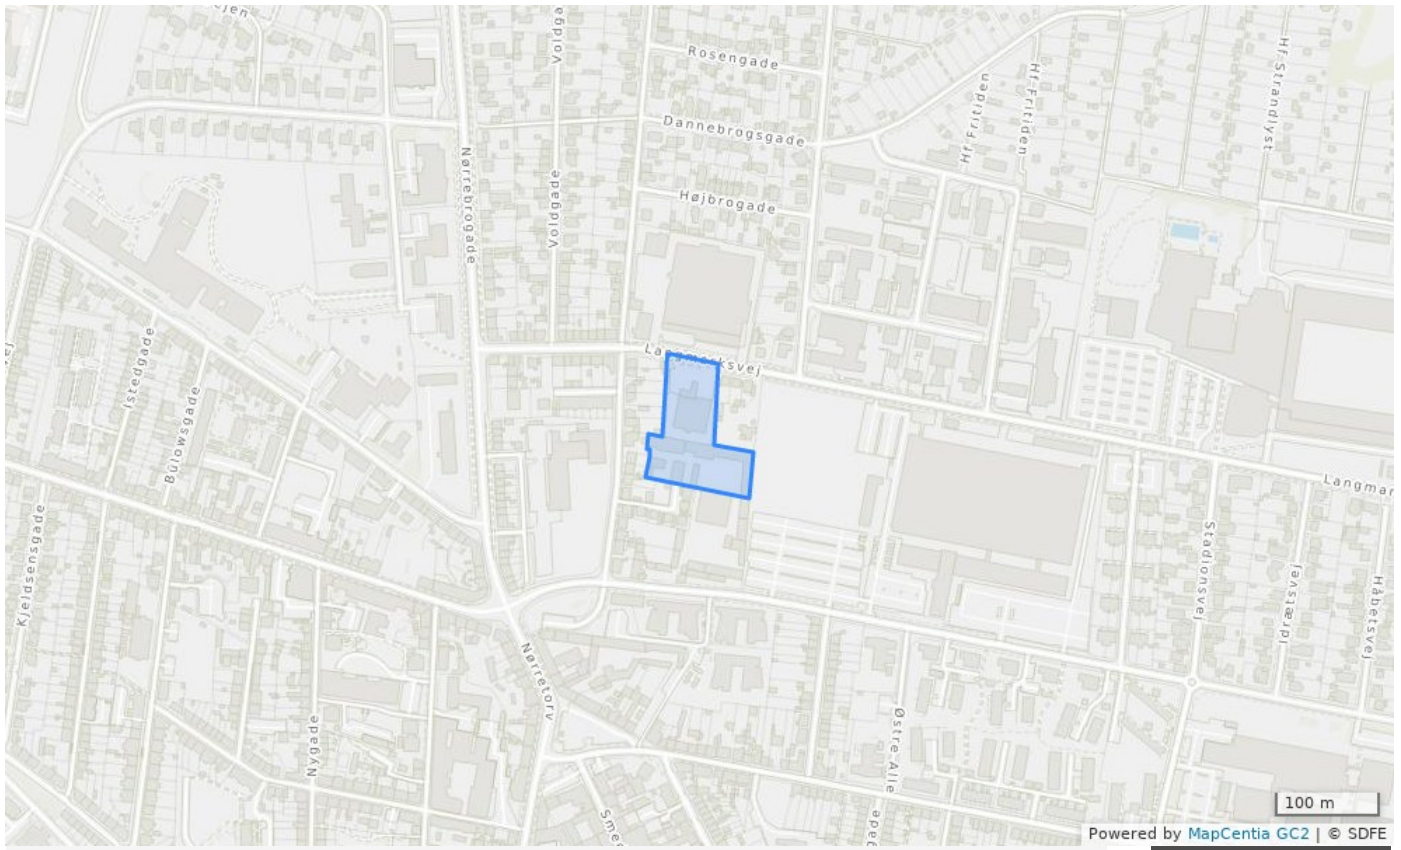 Voldgade
Rosengade
Hf Strandlyst
Hf Fritiden
Hf Fritiden
Dannebrogsgade
Nørrebrogade
Voldgade
Højbrogade
Langmarksvej
Istedgade
Bülowsgade
Langmar
Kjeldsensgade
Stadionsvej
Idrætsvej
Håbetsvej
Nørretorv
Nygade
Østre Alle
100 m
Powered by MapCentia GC2 | © SDFE